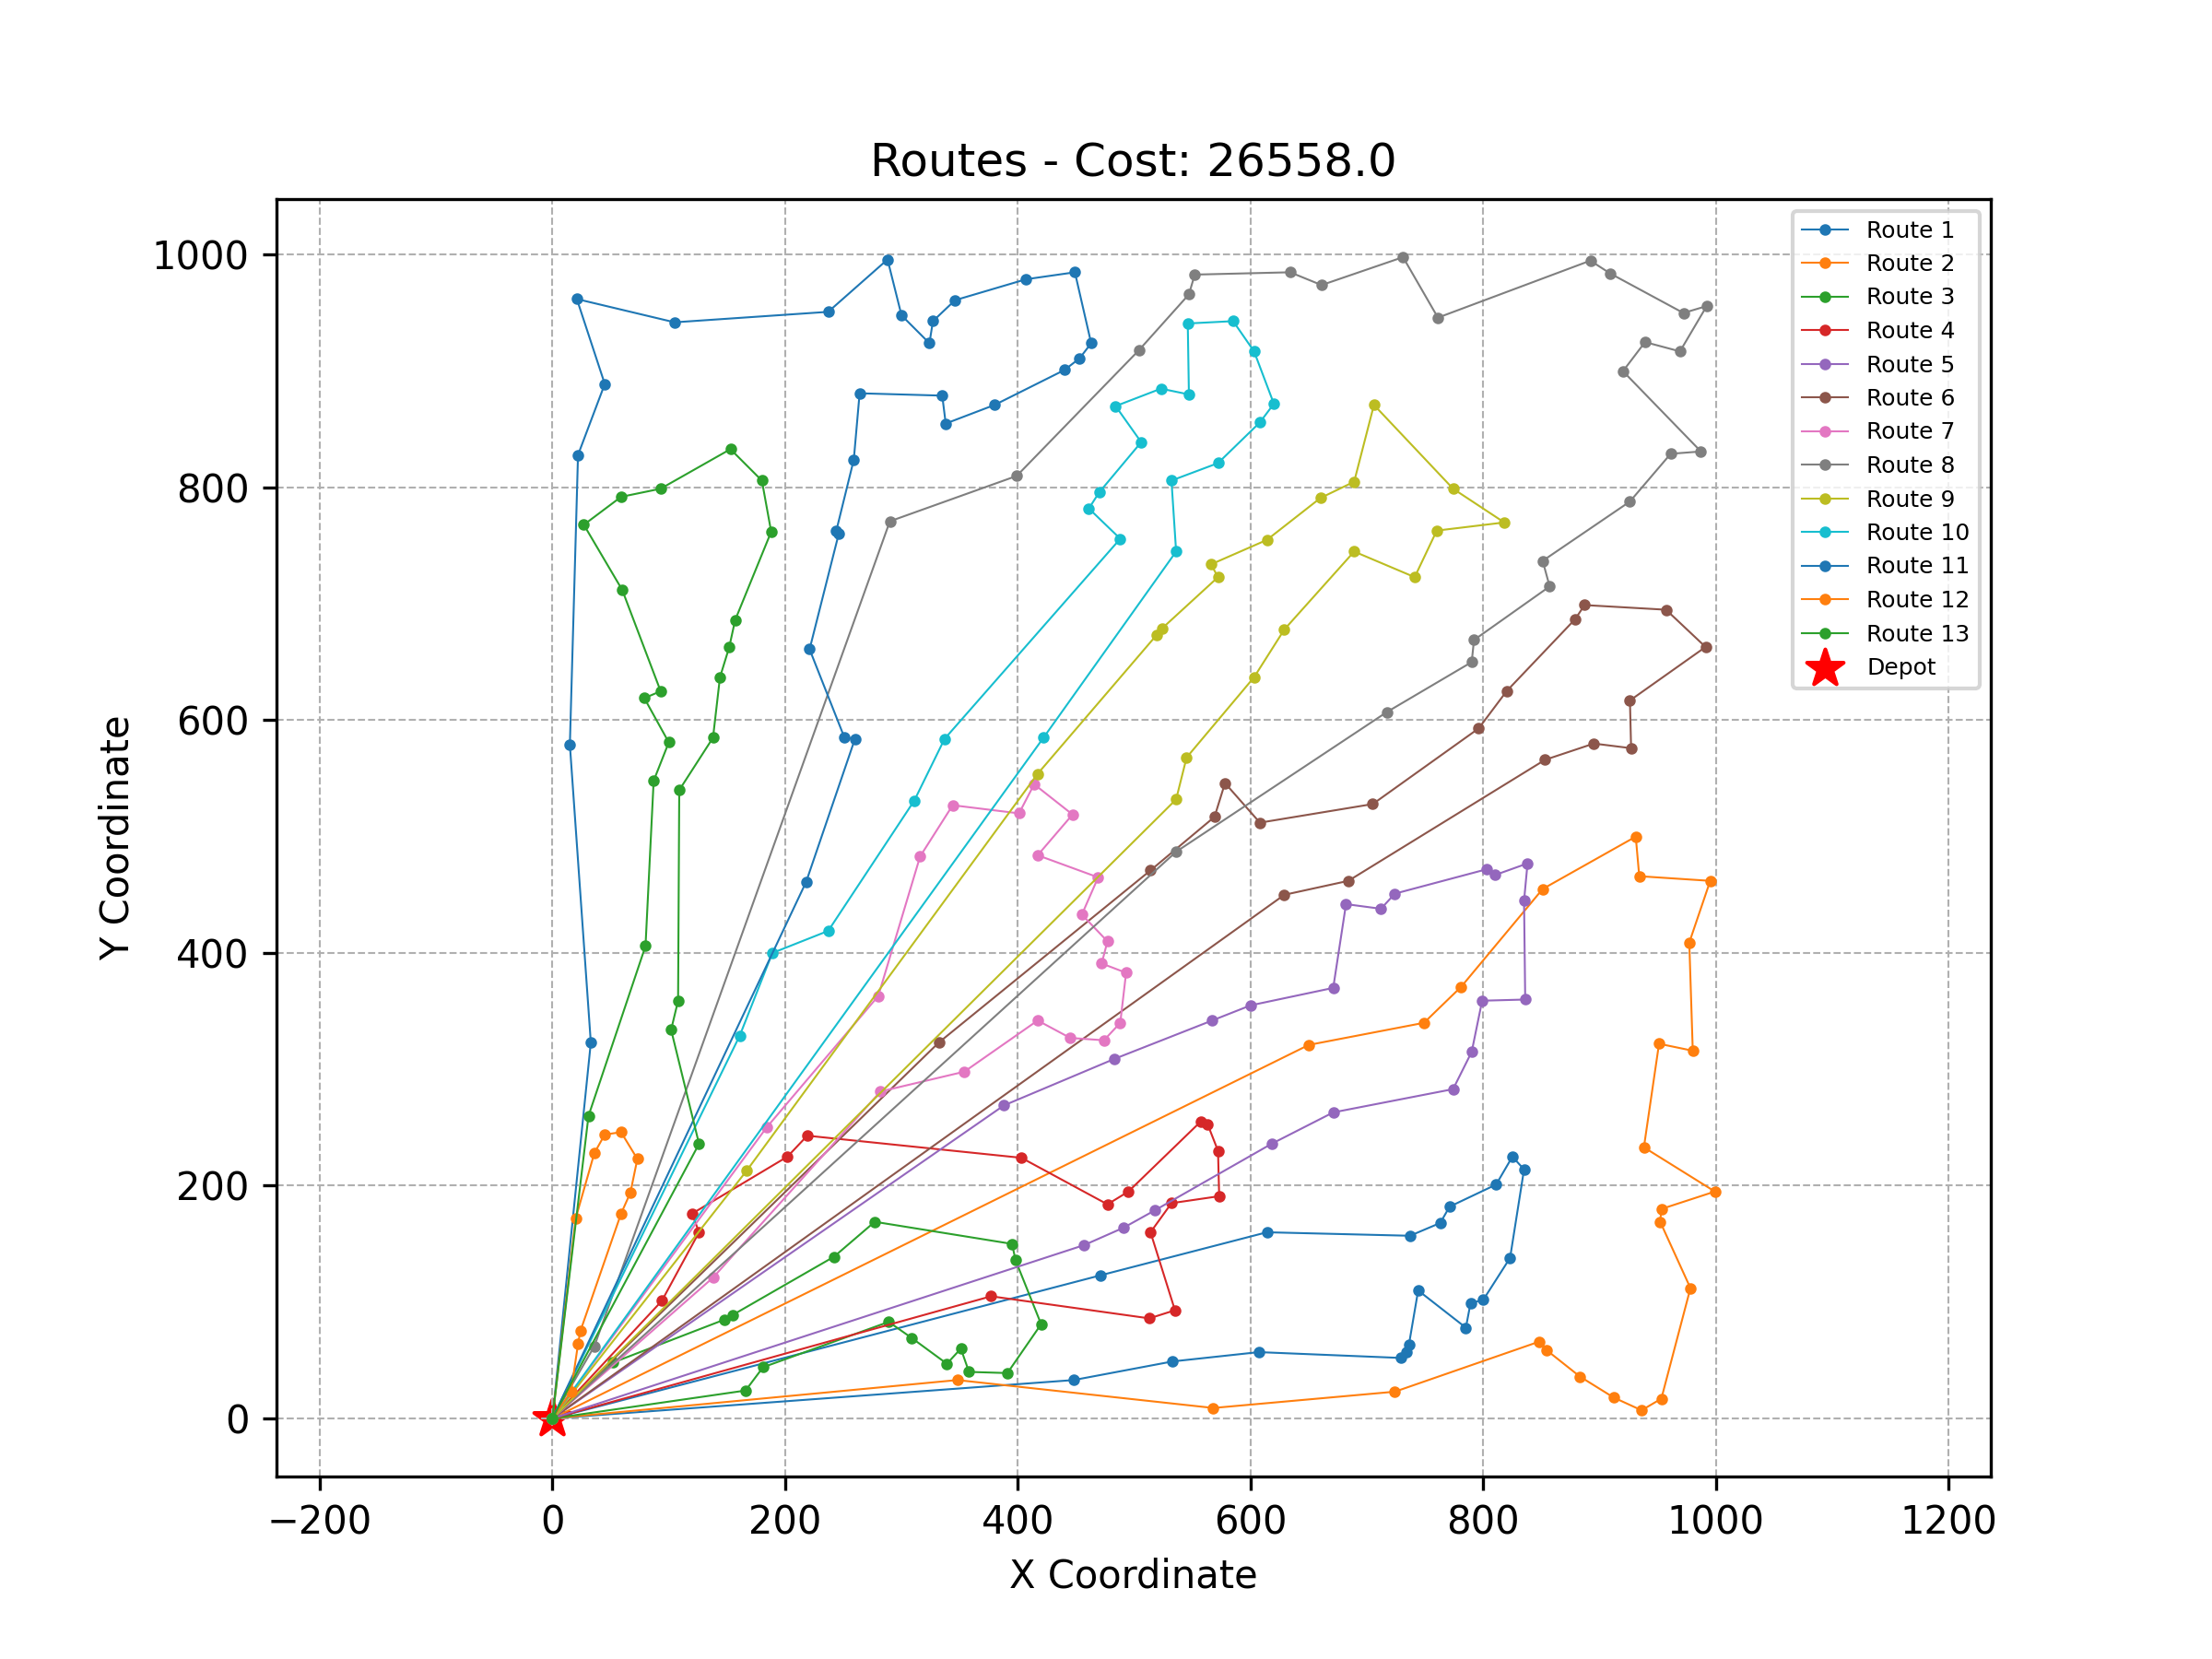 Routes - Cost: 26558.0
1000
800
600
400
200
0
Y Coordinate
−200
0
200
400
600
800
1000
1200
X Coordinate
Route 1
Route 2
Route 3
Route 4
Route 5
Route 6
Route 7
Route 8
Route 9
Route 10
Route 11
Route 12
Route 13
Depot